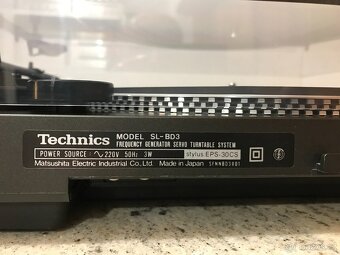 Technics MODEL SL-BD3
FREQUENCY GENERATOR SERVO TURNTABLE SYSTEM
POWER SOURCE : ~ 220V 50Hz 3W stylus EPS-30CS
Matsushita Electric Industrial Co., Ltd. Made in Japan